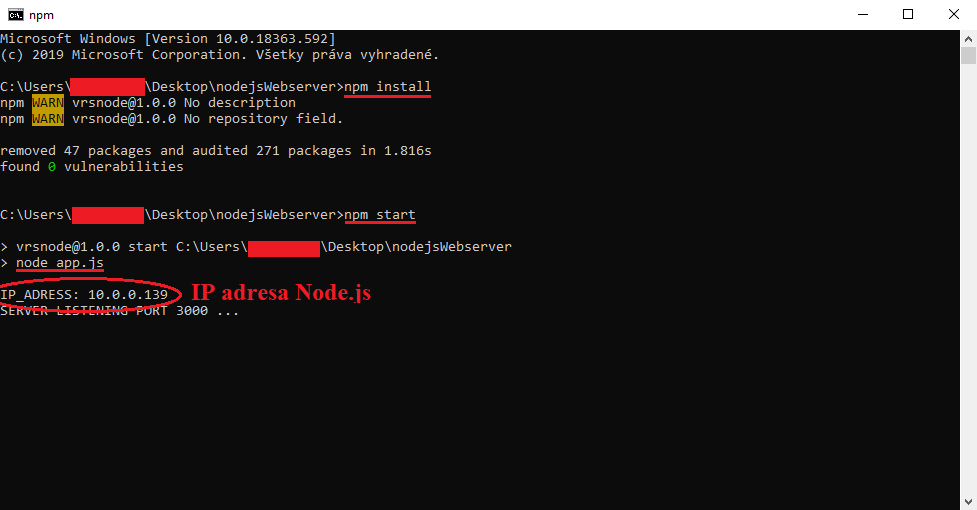 npm
Microsoft Windows [Version 10.0.18363.592]
(c) 2019 Microsoft Corporation. Všetky práva vyhradené.
C:\Users\ \Desktop\nodejsWebserver>npm install
npm WARN vrsnode@1.0.0 No description
npm WARN vrsnode@1.0.0 No repository field.
removed 47 packages and audited 271 packages in 1.816s
found 0 vulnerabilities
C:\Users\ \Desktop\nodejsWebserver>npm start
> vrsnode@1.0.0 start C:\Users\ \Desktop\nodejsWebserver
> node app.js
IP_ADRESS: 10.0.0.139 IP adresa Node.js
SERVER LISTENING PORT 3000 ...